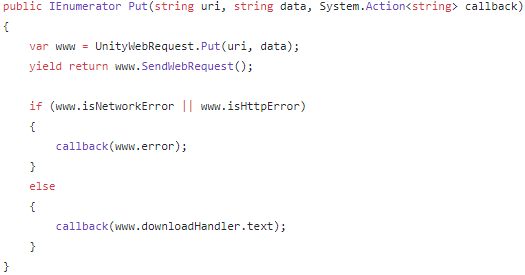 public IEnumerator Put(string uri, string data, System.Action<string> callback)
{
    var www = UnityWebRequest.Put(uri, data);
    yield return www.SendWebRequest();

    if (www.isNetworkError || www.isHttpError)
    {
        callback(www.error);
    }
    else
    {
        callback(www.downloadHandler.text);
    }
}